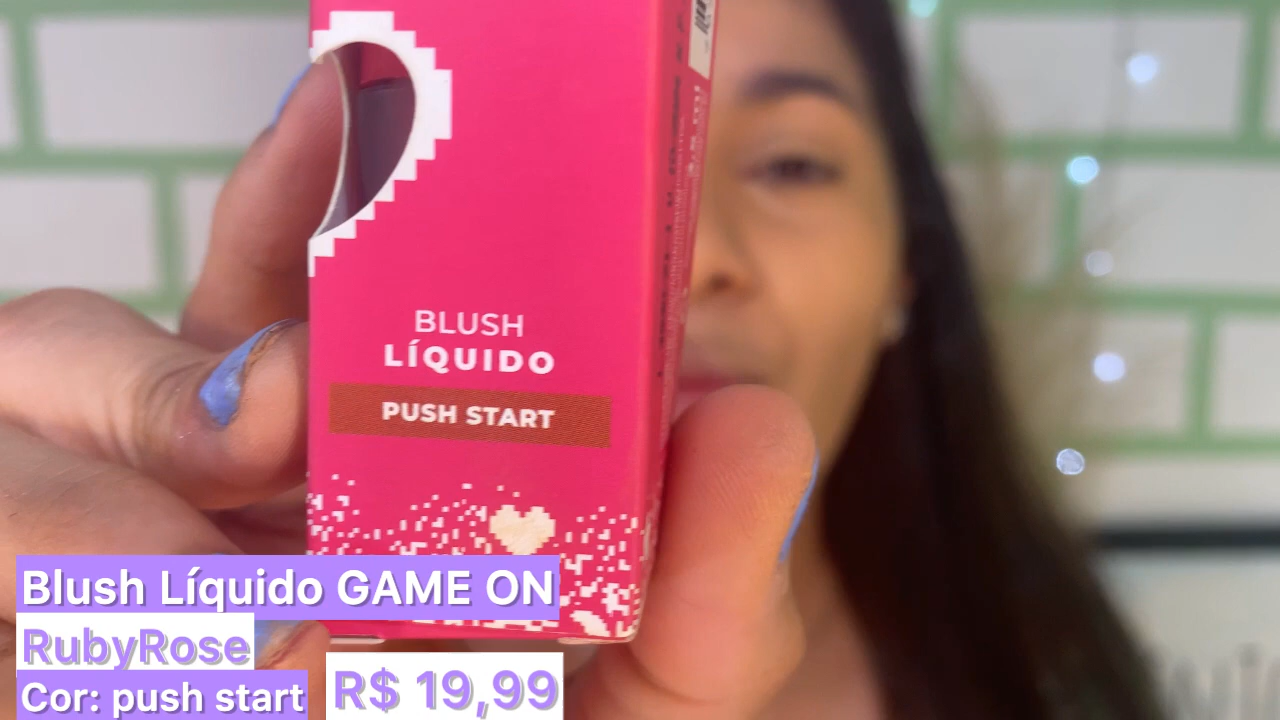 BLUSH
LÍQUIDO
PUSH START
Blush Líquido GAME ON
RubyRose
Cor: push start
R$ 19,99